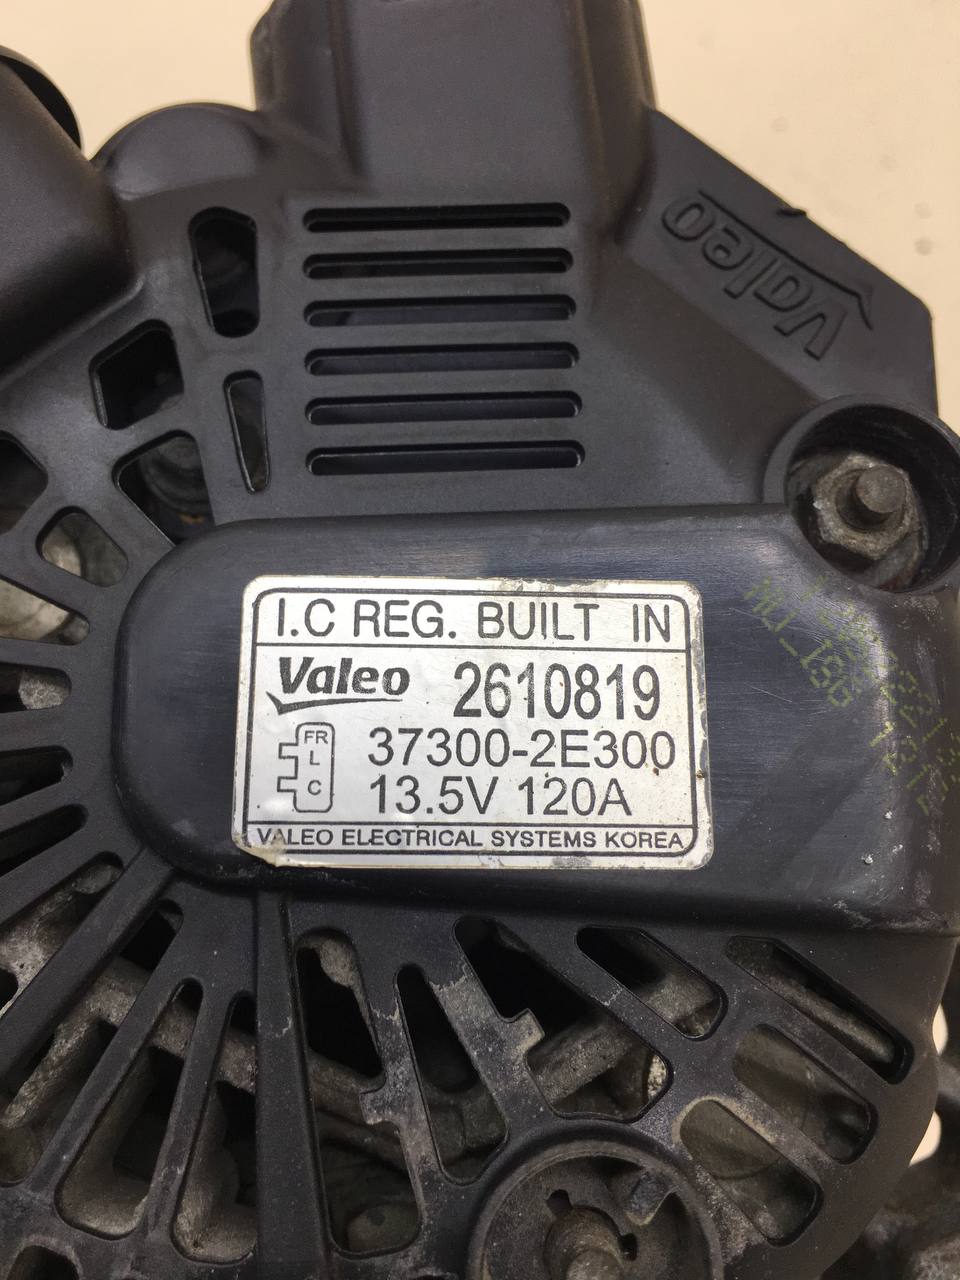 Valeo
I.C REG. BUILT IN
Valeo 2610819
FR
L
C
37300-2E300
13.5V 120A
VALEO ELECTRICAL SYSTEMS KOREA